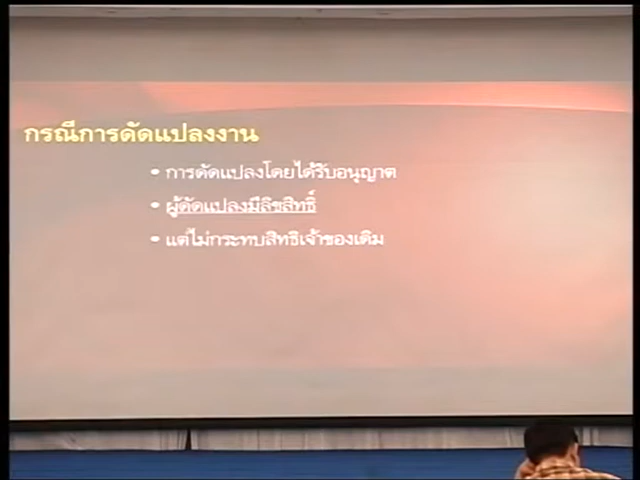 กรณีการดัดแปลงงาน
• การดัดแปลงโดยได้รับอนุญาต
• ผู้ดัดแปลงมีลิขสิทธิ์
• แต่ไม่กระทบสิทธิเจ้าของเดิม